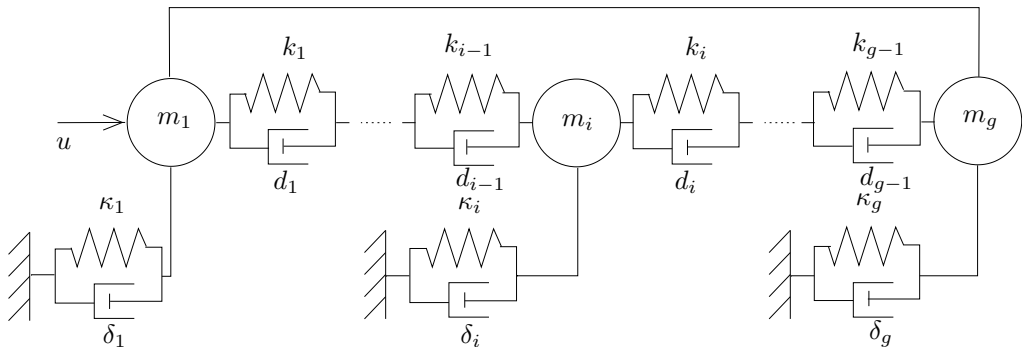 k₁ k_{i−1} k_i k_{g−1}
m₁ m_i m_g
u
d₁ d_{i−1} d_i d_{g−1}
κ₁ κ_i κ_g
δ₁ δ_i δ_g